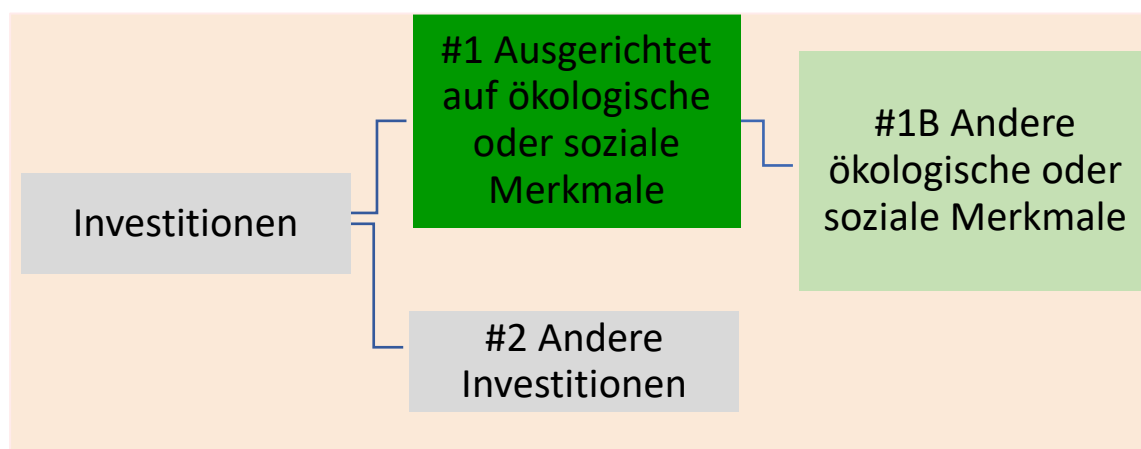 Investitionen
#1 Ausgerichtet
auf ökologische
oder soziale
Merkmale
#1B Andere
ökologische oder
soziale Merkmale
#2 Andere
Investitionen